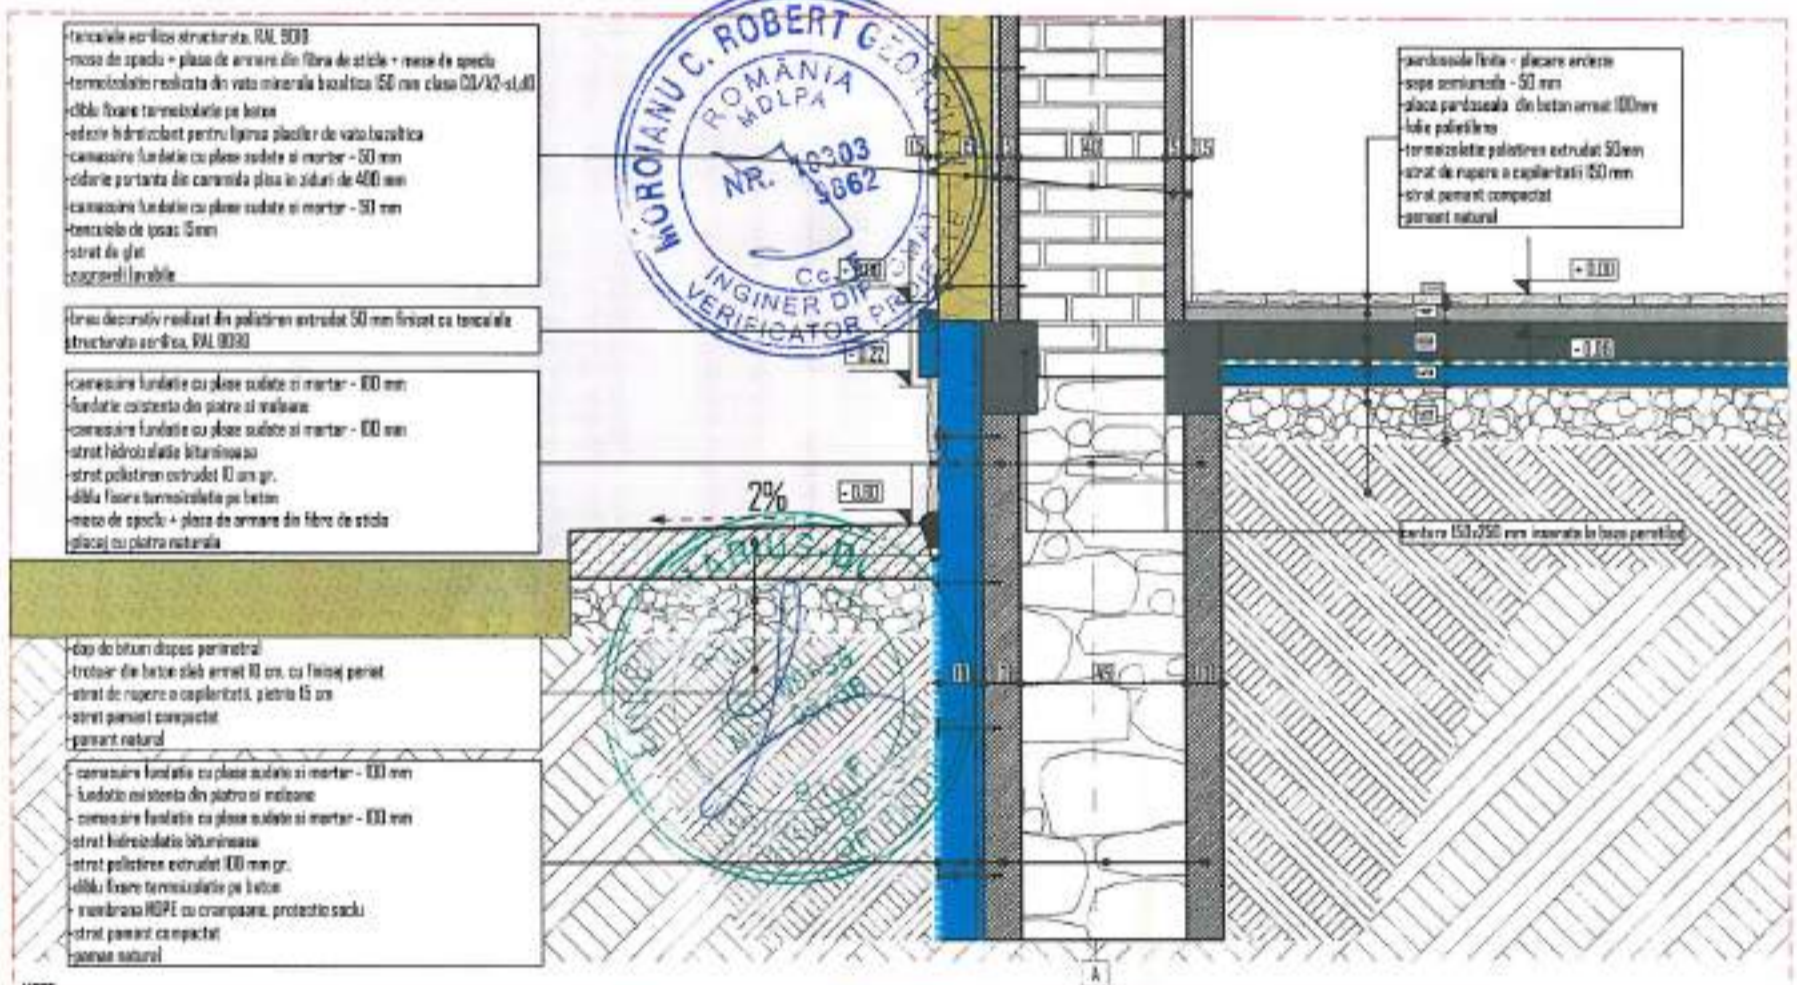 -tencuiala acrilica structurata, RAL 9010
-masa de spaclu + plasa de armare din fibra de sticla + masa de spaclu
-termoizolatie realizata din vata minerala bazaltica 150 mm clasa C0/A2-s1,d0
-diblu fixare termoizolatie pe beton
-adeziv hidroizolant pentru lipirea placilor de vata bazaltica
-camasuire fundatie cu plase sudate si mortar - 50 mm
-zidarie portanta din caramida plina in ziduri de 400 mm
-camasuire fundatie cu plase sudate si mortar - 50 mm
-tencuiala de ipsos 15mm
-strat de glet
-zugraveli lavabile
-brau decorativ realizat din polistiren extrudat 50 mm finisat cu tencuiala
structurata acrilica, RAL
-camasuire fundatie cu plase sudate si mortar - 100 mm
-fundatie existenta din piatra si moloane
-camasuire fundatie cu plase sudate si mortar - 100 mm
-strat hidroizolatie bituminoasa
-strat polistiren extrudat 10 cm gr.
-diblu fixare termoizolatie pe beton
-masa de spaclu + plasa de armare din fibra de sticla
-placaj cu piatra naturala
-dop de bitum dispus perimetral
-trotuar din beton slab armat 10 cm, cu finisaj periat
-strat de rupere a capilaritatii, pietris 15 cm
-strat pamant compactat
-pamant natural
- camasuire fundatie cu plase sudate si mortar - 100 mm
- fundatie existenta din piatra si moloane
- camasuire fundatie cu plase sudate si mortar - 100 mm
-strat hidroizolatie bituminoasa
-strat polistiren extrudat 100 mm gr.
-diblu fixare termoizolatie pe beton
- membrana HDPE cu crampoane, protectie soclu
-strat pamant compactat
-paman natural
MOROIANU C. ROBERT GEORGE
ROMÂNIA
MDLPA
NR.
INGINER DIPLOMAT
VERIFICATOR PROIECTE
- 0.22
2%
40
-pardoseala finita - placare ardezie
-sapa semiumeda - 50 mm
-placa pardoseala din beton armat 100mm
-folie polietilena
-termoizolatie polistiren extrudat 50mm
-strat de rupere a capilaritatii 150 mm
-strat pamant compactat
-pamant natural
+ 0.00
centura 150x250 mm inserata la baza peretilor
A